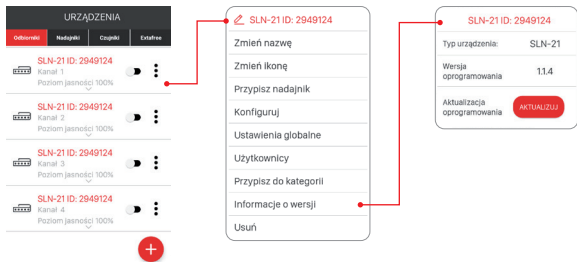 URZĄDZENIA
Odbiorniki Nadajniki Czujniki Extafree
SLN-21 ID: 2949124
Kanał 1
Poziom jasności 100%
SLN-21 ID: 2949124
Kanał 2
Poziom jasności 100%
SLN-21 ID: 2949124
Kanał 3
Poziom jasności 100%
SLN-21 ID: 2949124
Kanał 4
Poziom jasności 100%
+
SLN-21 ID: 2949124
Zmień nazwę
Zmień ikonę
Przypisz nadajnik
Konfiguruj
Ustawienia globalne
Użytkownicy
Przypisz do kategorii
Informacje o wersji
Usuń
SLN-21 ID: 2949124
Typ urządzenia: SLN-21
Wersja
oprogramowania 1.1.4
Aktualizacja
oprogramowania AKTUALIZUJ